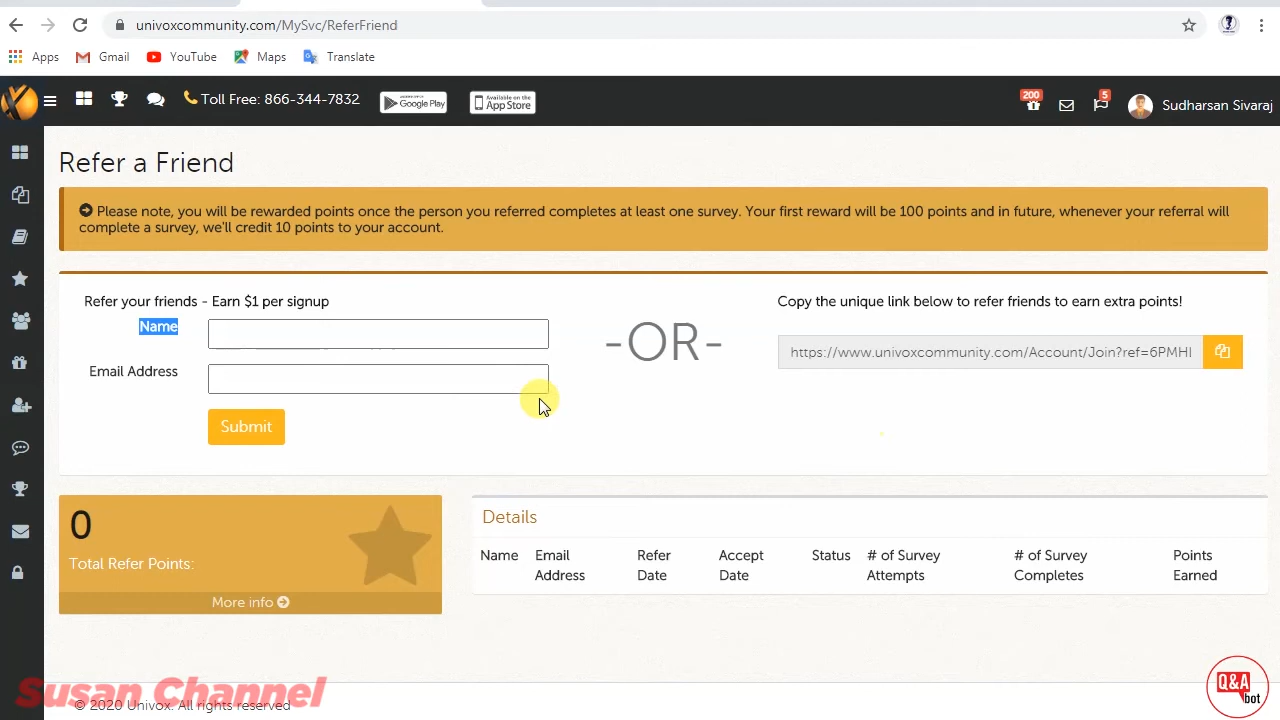 univoxcommunity.com/MySvc/ReferFriend
Apps Gmail YouTube Maps Translate
Toll Free: 866-344-7832 Google Play Available on the App Store 200 5 Sudharsan Sivaraj
Refer a Friend
Please note, you will be rewarded points once the person you referred completes at least one survey. Your first reward will be 100 points and in future, whenever your referral will
complete a survey, we'll credit 10 points to your account.
Refer your friends - Earn $1 per signup
Name
Email Address
Submit
-OR-
Copy the unique link below to refer friends to earn extra points!
https://www.univoxcommunity.com/Account/Join?ref=6PMHI
0
Total Refer Points:
More info
Details
Name Email Address Refer Date Accept Date Status # of Survey Attempts # of Survey Completes Points Earned
Susan Channel
© 2020 Univox. All rights reserved
Q&A
bot